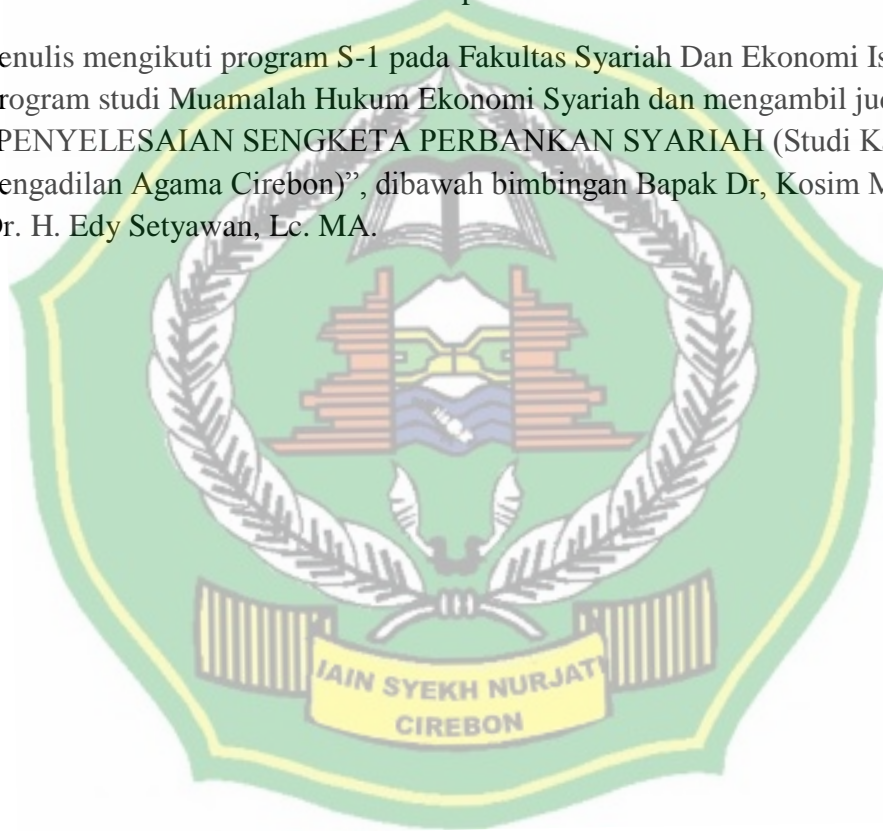 enulis mengikuti program S-1 pada Fakultas Syariah Dan Ekonomi Is
rogram studi Muamalah Hukum Ekonomi Syariah dan mengambil ju
PENYELESAIAN SENGKETA PERBANKAN SYARIAH (Studi K
engadilan Agama Cirebon)”, dibawah bimbingan Bapak Dr, Kosim M
r. H. Edy Setyawan, Lc. MA.
IAIN SYEKH NURJATI
CIREBON